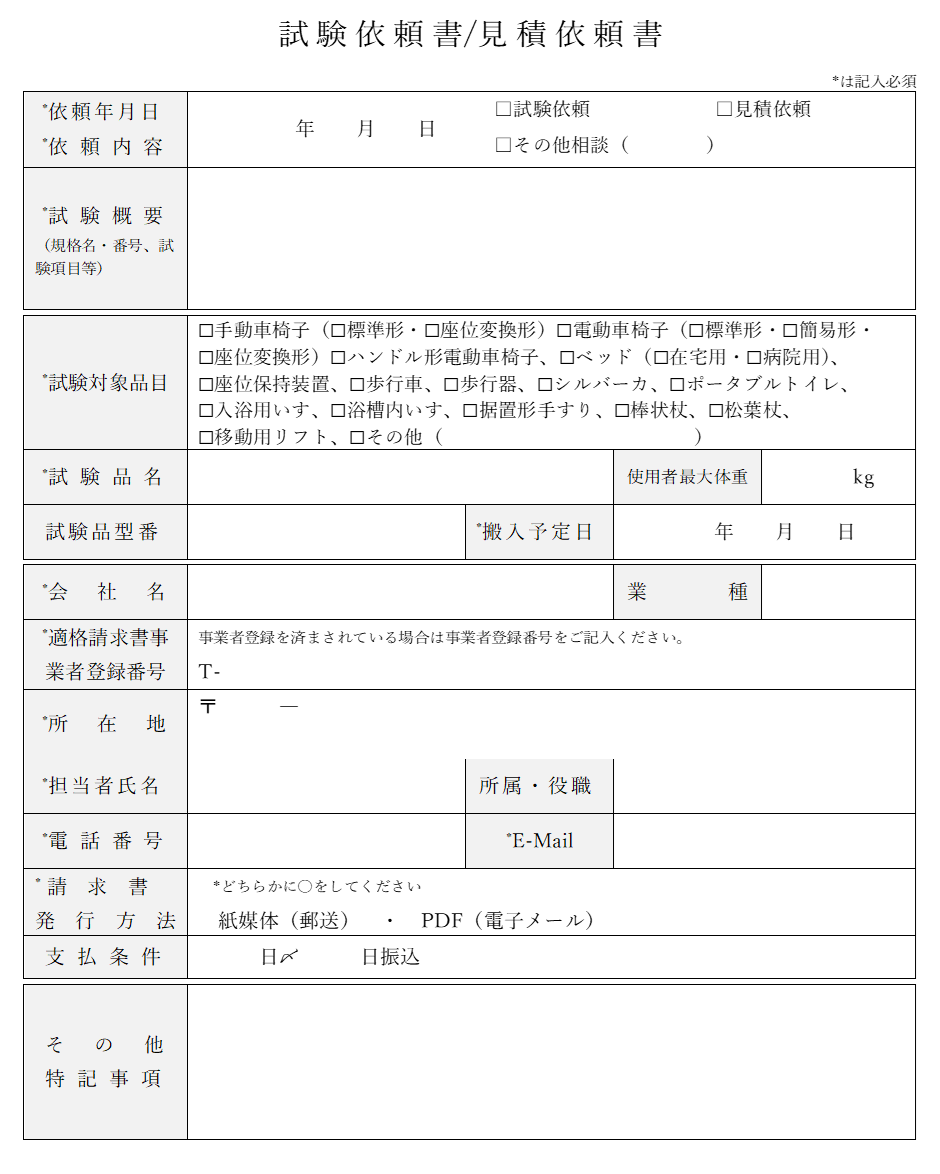 試験依頼書/見積依頼書
*は記入必須
*依頼年月日
*依頼内容
年 月 日
□試験依頼 □見積依頼
□その他相談（ ）
*試験概要
（規格名・番号、試
験項目等）
*試験対象品目
□手動車椅子（□標準形・□座位変換形）□電動車椅子（□標準形・□簡易形・
□座位変換形）□ハンドル形電動車椅子、□ベッド（□在宅用・□病院用）、
□座位保持装置、□歩行車、□歩行器、□シルバーカ、□ポータブルトイレ、
□入浴用いす、□浴槽内いす、□据置形手すり、□棒状杖、□松葉杖、
□移動用リフト、□その他（ ）
*試験品名 使用者最大体重 kg
試験品型番 *搬入予定日 年 月 日
*会社名 業種
*適格請求書事
業者登録番号
事業者登録を済まされている場合は事業者登録番号をご記入ください。
T-
*所在地
〒 ―
*担当者氏名 所属・役職
*電話番号 *E-Mail
*請求書
発行方法
*どちらかに○をしてください
紙媒体（郵送） ・ PDF（電子メール）
支払条件 日〆 日振込
その他
特記事項